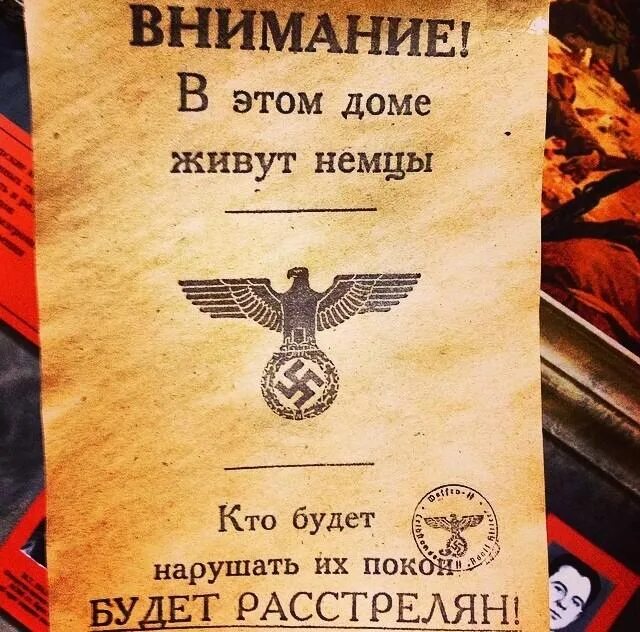 ВНИМАНИЕ!
В этом доме
живут немцы
Кто будет
нарушать их покой
БУДЕТ РАССТРЕЛЯН!